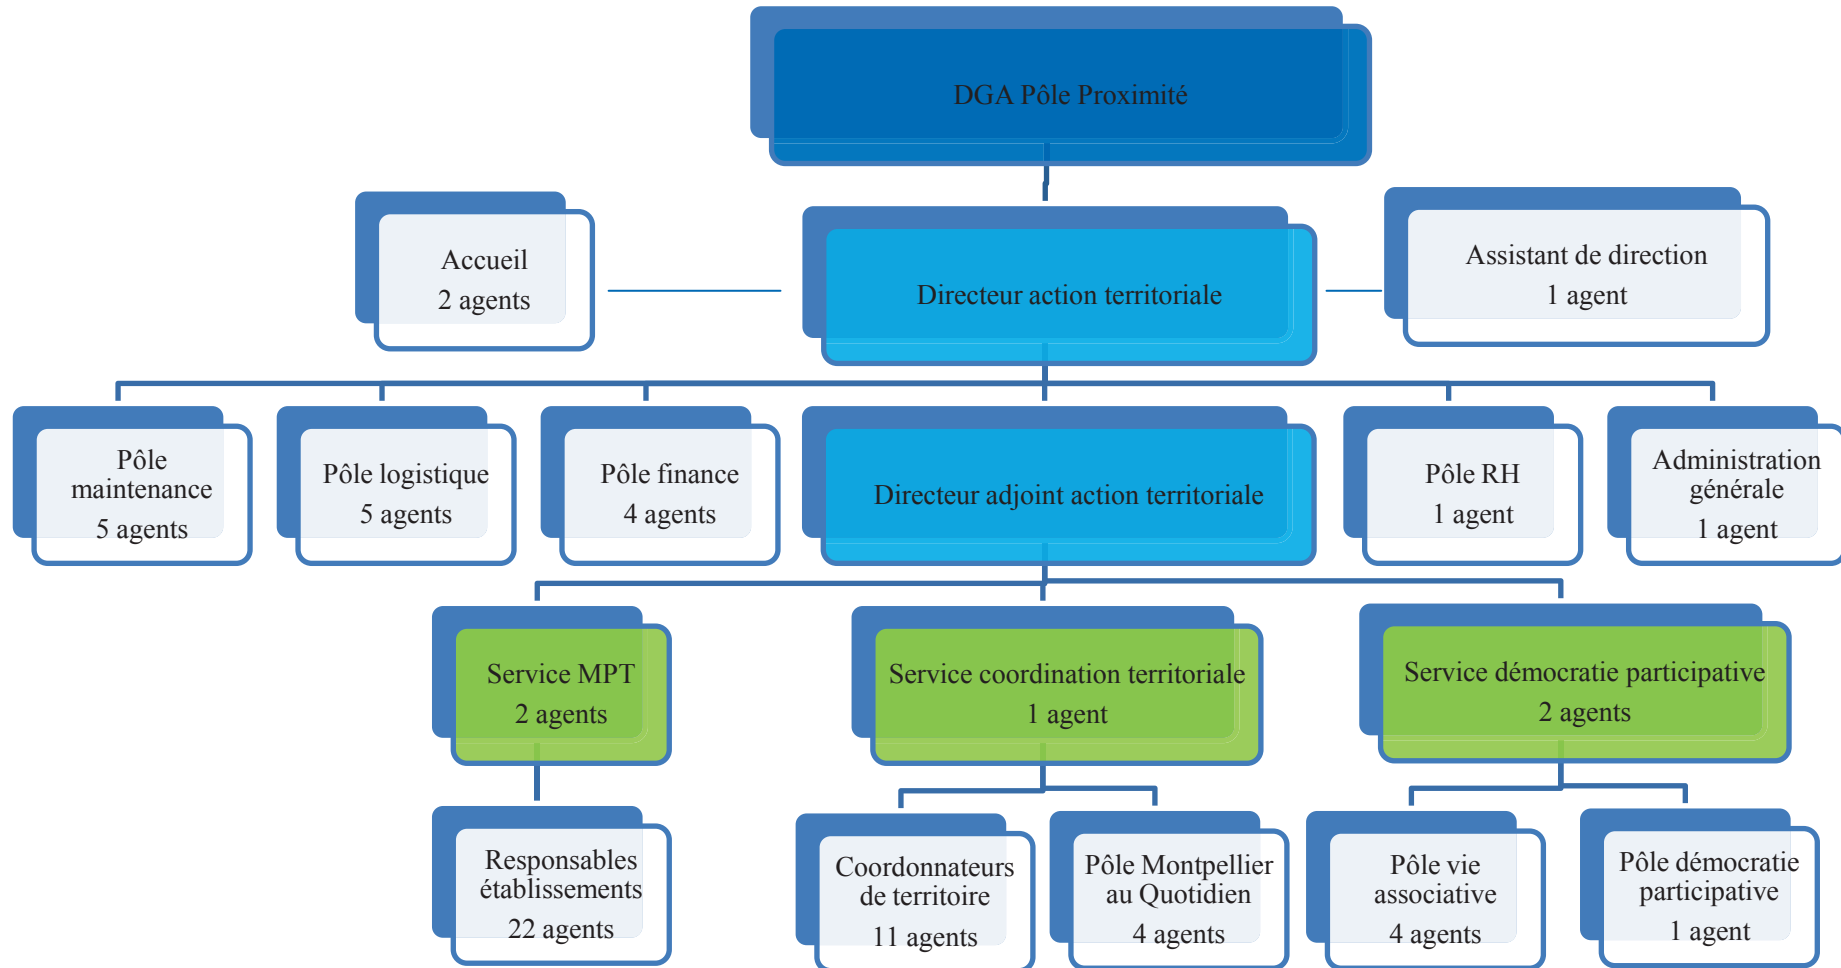 DGA Pôle Proximité
Accueil
2 agents
Directeur action territoriale
Assistant de direction
1 agent
Pôle
maintenance
5 agents
Pôle logistique
5 agents
Pôle finance
4 agents
Directeur adjoint action territoriale
Pôle RH
1 agent
Administration
générale
1 agent
Service MPT
2 agents
Service coordination territoriale
1 agent
Service démocratie participative
2 agents
Responsables
établissements
22 agents
Coordonnateurs
de territoire
11 agents
Pôle Montpellier
au Quotidien
4 agents
Pôle vie
associative
4 agents
Pôle démocratie
participative
1 agent